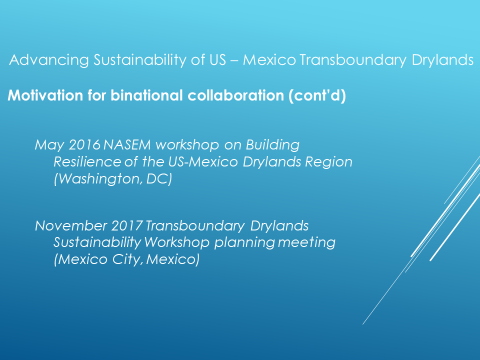 Advancing Sustainability of US – Mexico Transboundary Drylands
Motivation for binational collaboration (cont'd)
May 2016 NASEM workshop on Building
Resilience of the US-Mexico Drylands Region
(Washington, DC)
November 2017 Transboundary Drylands
Sustainability Workshop planning meeting
(Mexico City, Mexico)